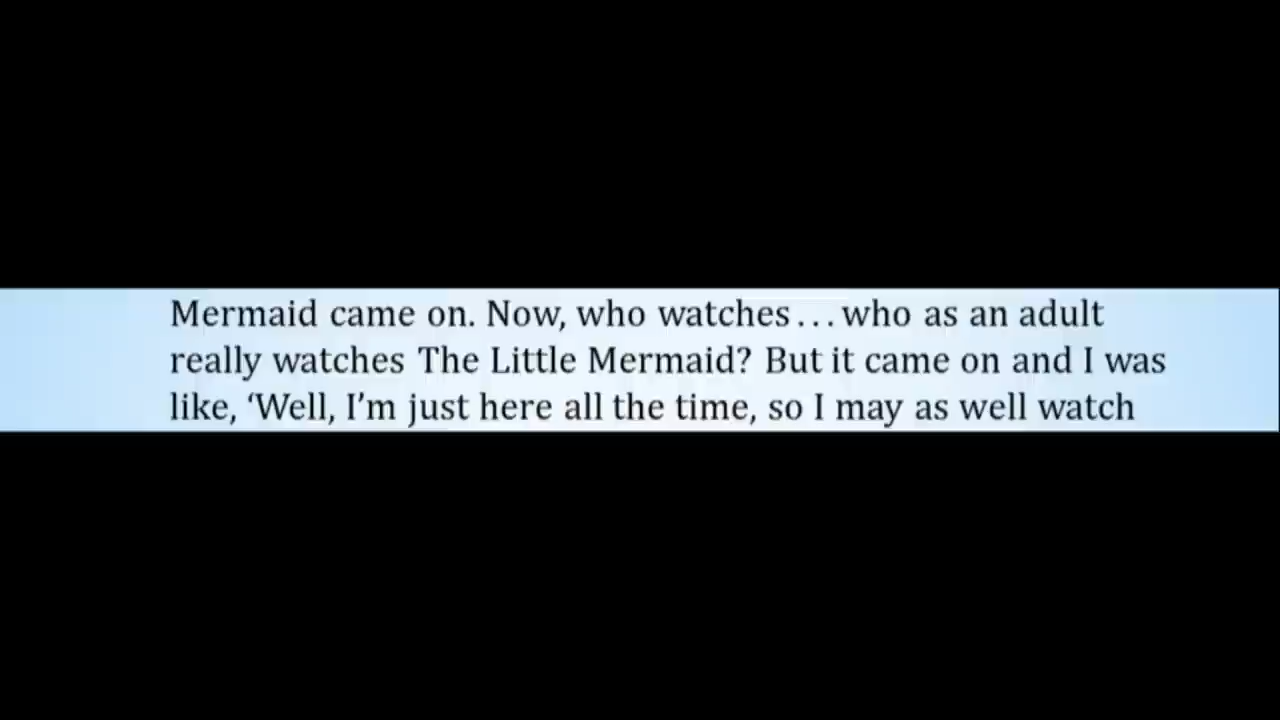 Mermaid came on. Now, who watches...who as an adult
really watches The Little Mermaid? But it came on and I was
like, ‘Well, I’m just here all the time, so I may as well watch